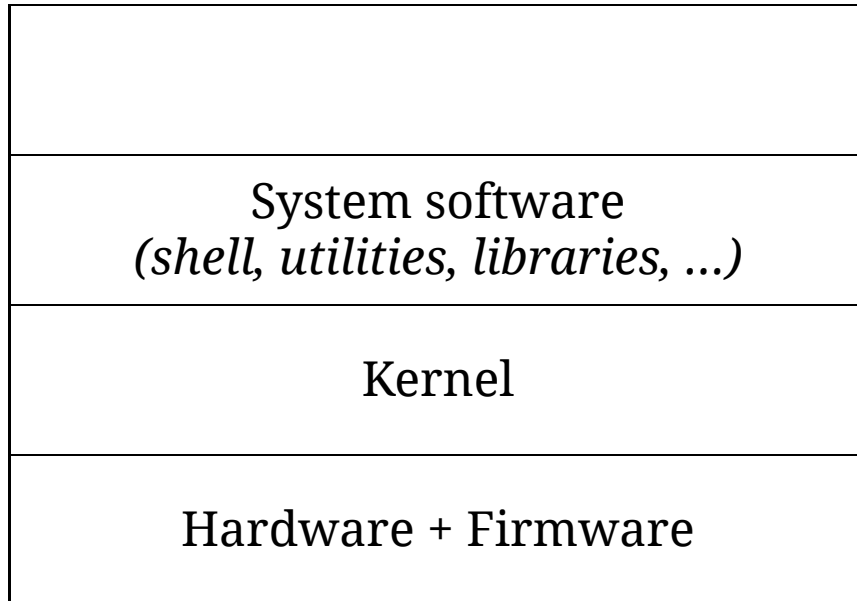 System software
(shell, utilities, libraries, …)
Kernel
Hardware + Firmware